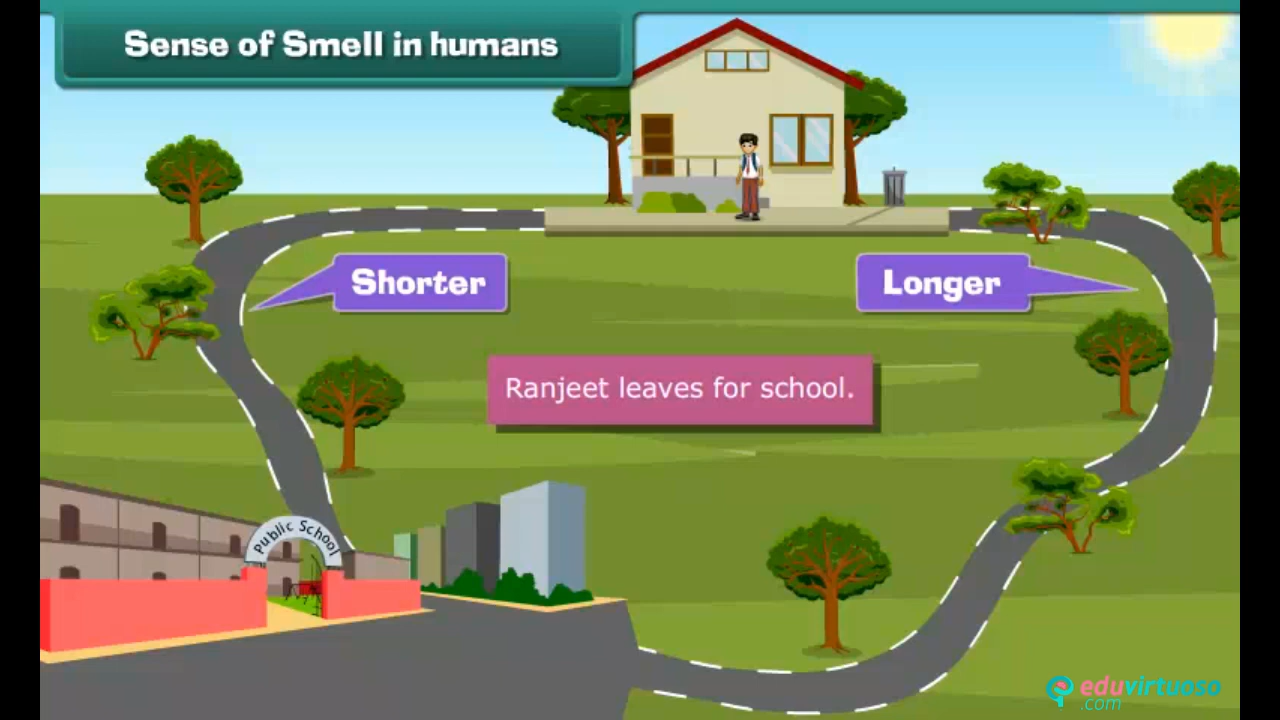 Sense of Smell in humans
Shorter
Longer
Ranjeet leaves for school.
Public School
eduvirtuoso
.com